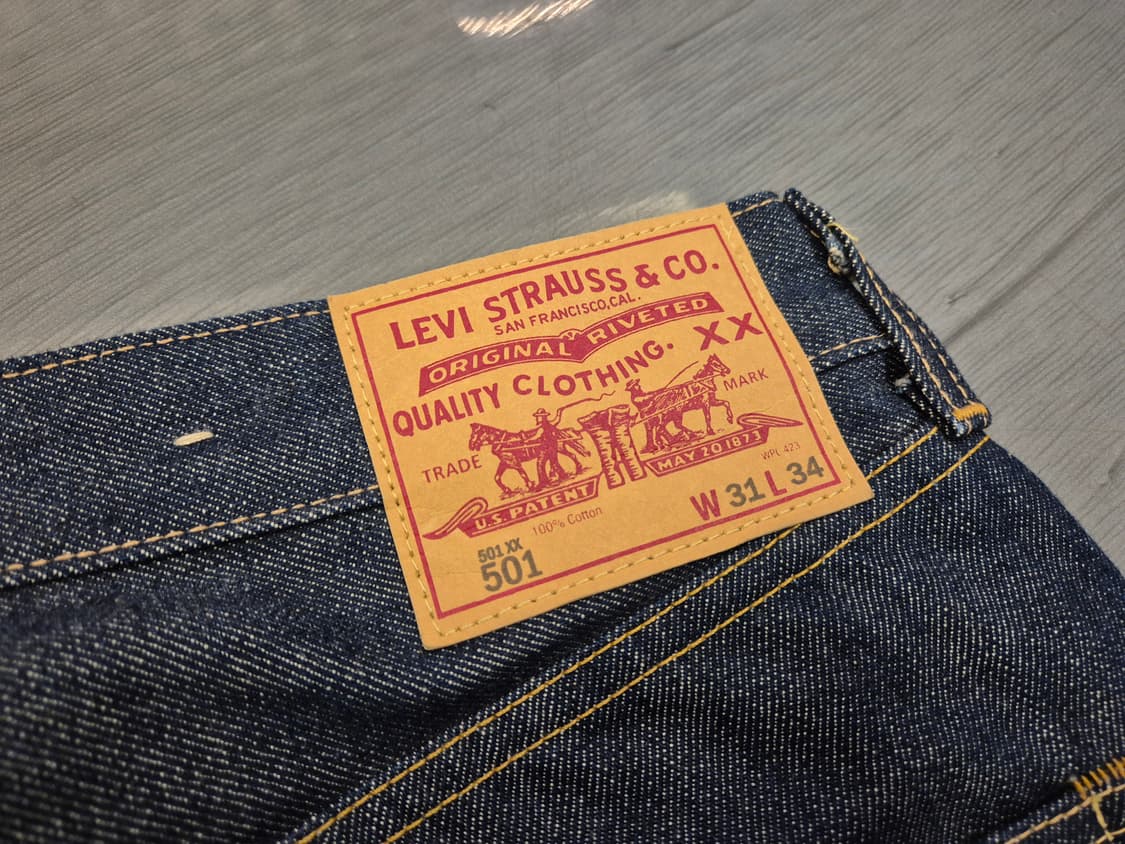 LEVI STRAUSS & CO.
SAN FRANCISCO, CAL.
ORIGINAL RIVETED
QUALITY CLOTHING. XX
TRADE MARK
U.S. PATENT MAY 20 1873
WPL 423
100% Cotton
W 31 L 34
501 XX
501